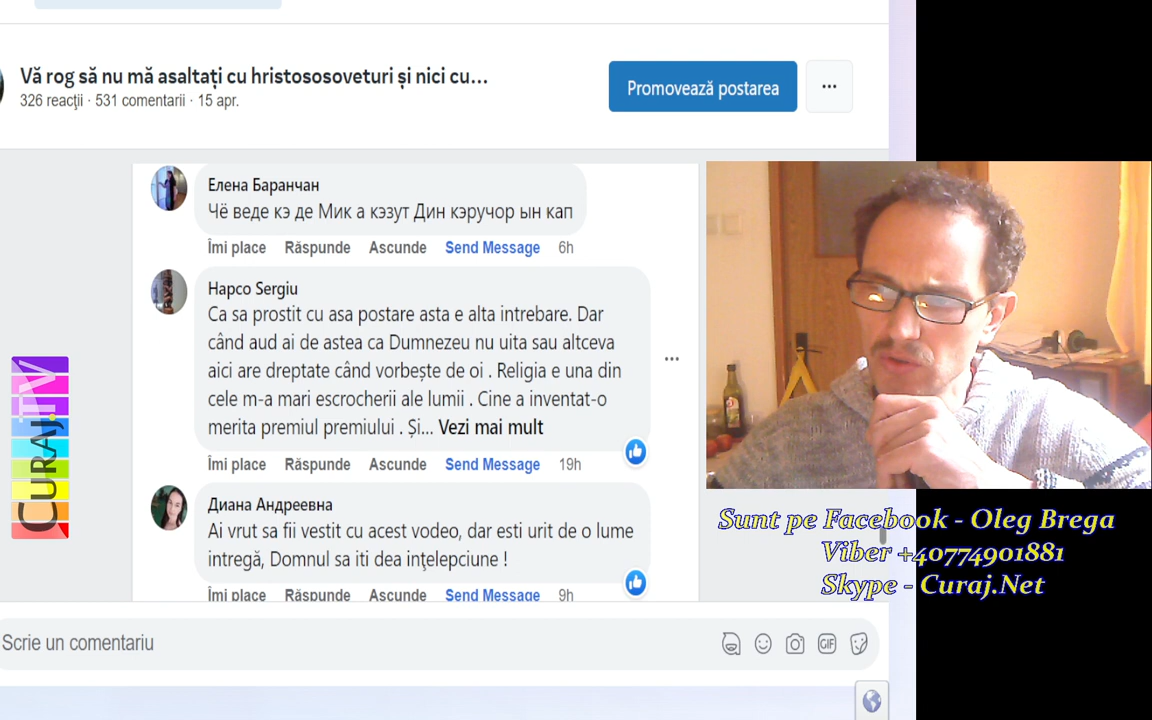 Vă rog să nu mă asaltați cu hristososoveturi și nici cu...
326 reacții · 531 comentarii · 15 apr.
Promovează postarea
Елена Баранчан
Чё веде кэ де Мик а кэзут Дин кэручор ын кап
Îmi place Răspunde Ascunde Send Message 6h
Hapco Sergiu
Ca sa prostit cu asa postare asta e alta intrebare. Dar
când aud ai de astea ca Dumnezeu nu uita sau altceva
aici are dreptate când vorbește de oi . Religia e una din
cele m-a mari escrocherii ale lumii . Cine a inventat-o
merita premiul premiului . Și... Vezi mai mult
Îmi place Răspunde Ascunde Send Message 19h
Диана Андреевна
Ai vrut sa fii vestit cu acest vodeo, dar esti urit de o lume
intregă, Domnul sa iti dea inţelepciune !
Îmi place Răspunde Ascunde Send Message 9h
Scrie un comentariu
GIF
CURAJ.TV
Sunt pe Facebook - Oleg Brega
Viber +40774901881
Skype - Curaj.Net